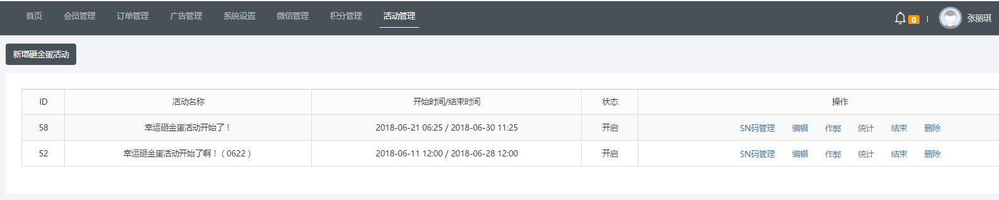 首页 会员管理 订单管理 广告管理 系统设置 微信管理 积分管理 活动管理 0 张丽琪
新增砸金蛋活动
ID 活动名称 开始时间/结束时间 状态 操作
58 幸运砸金蛋活动开始了！ 2018-06-21 06:25 / 2018-06-30 11:25 开启 SN码管理 编辑 作弊 统计 结束 删除
52 幸运砸金蛋活动开始了啊！（0622） 2018-06-11 12:00 / 2018-06-28 12:00 开启 SN码管理 编辑 作弊 统计 结束 删除